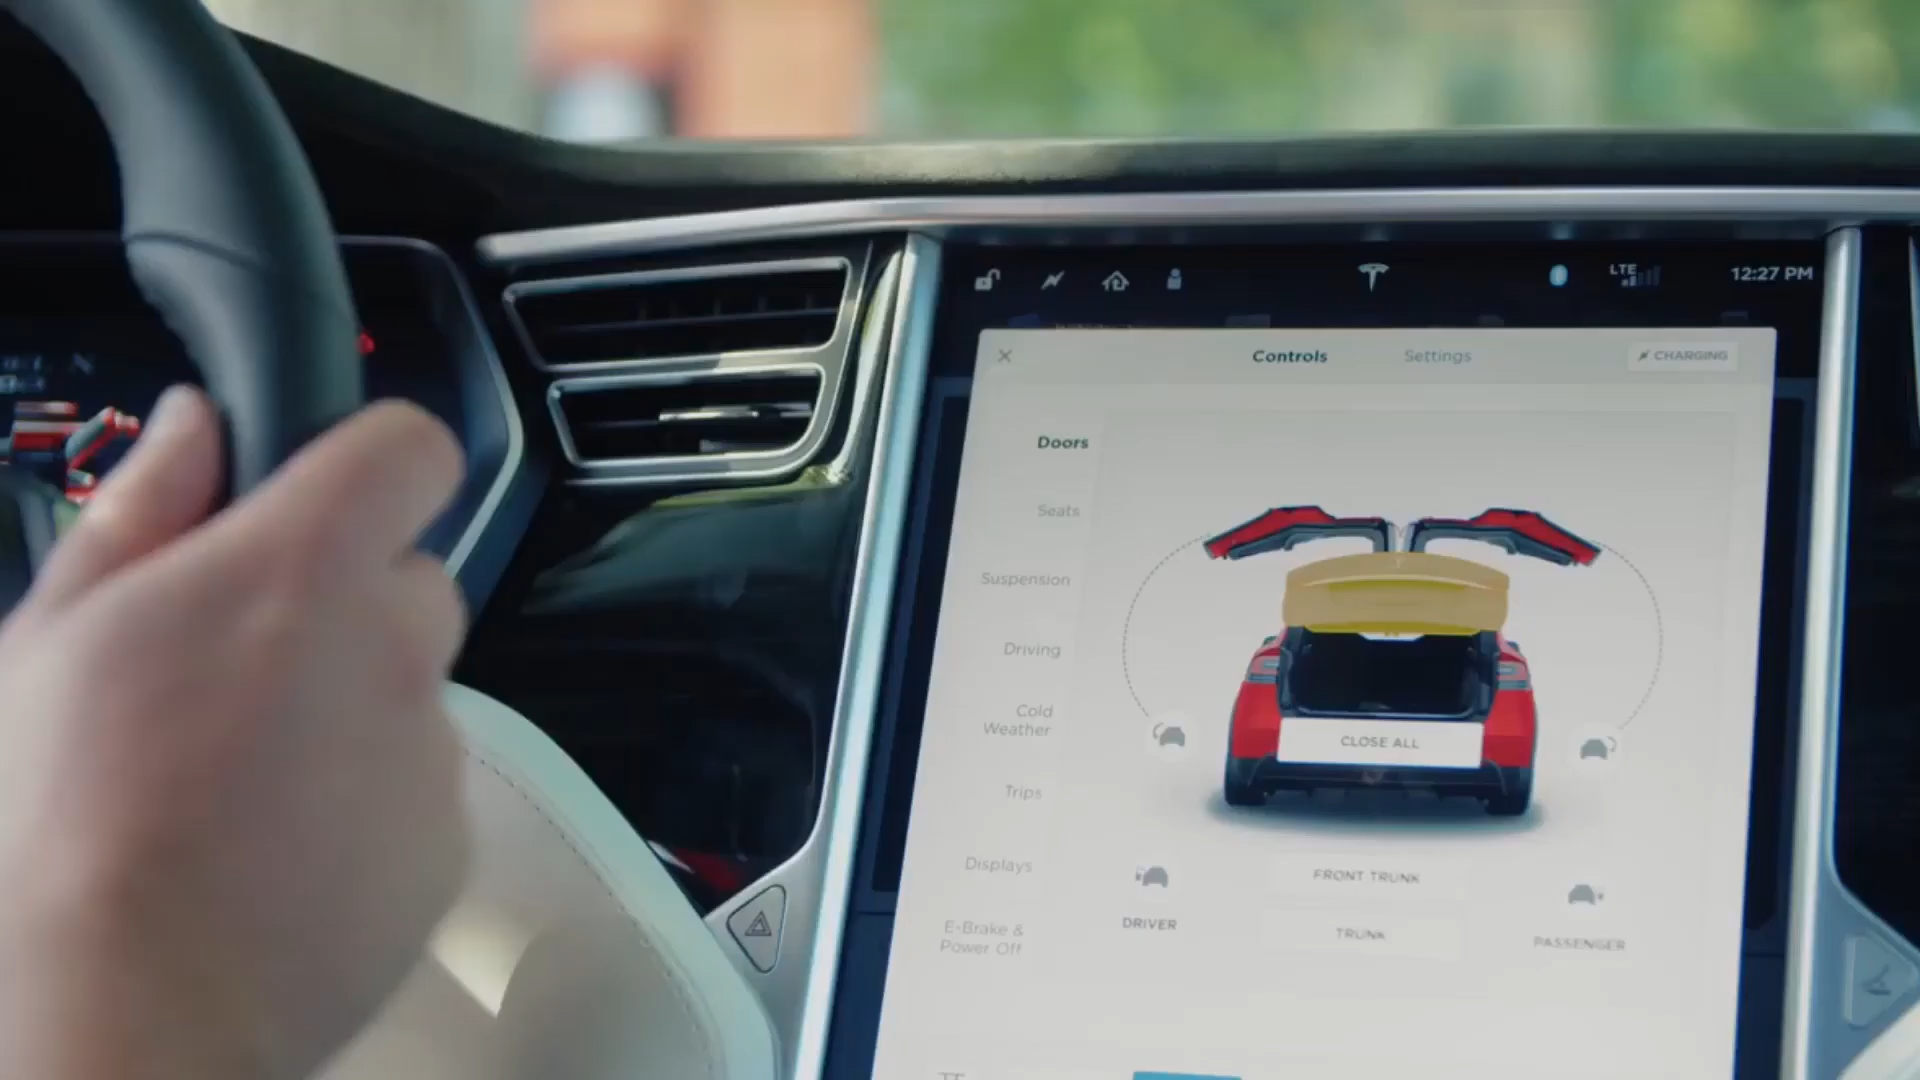 LTE
12:27 PM
Controls
Settings
CHARGING
Doors
Seats
Suspension
Driving
Cold
Weather
Trips
Displays
E-Brake &
Power Off
CLOSE ALL
FRONT TRUNK
DRIVER
TRUNK
PASSENGER